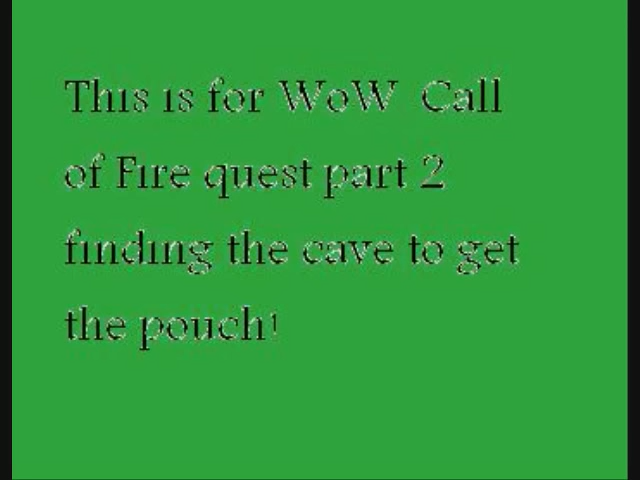 This is for WoW Call
of Fire quest part 2
finding the cave to get
the pouch!